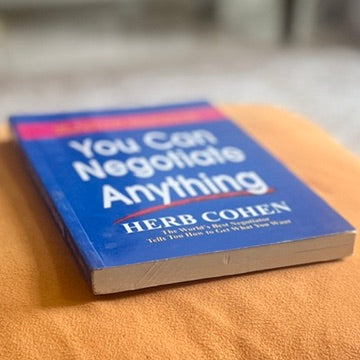 You Can
Negotiate
Anything
HERB COHEN
The World's Best Negotiator
Tells You How to Get What You Want